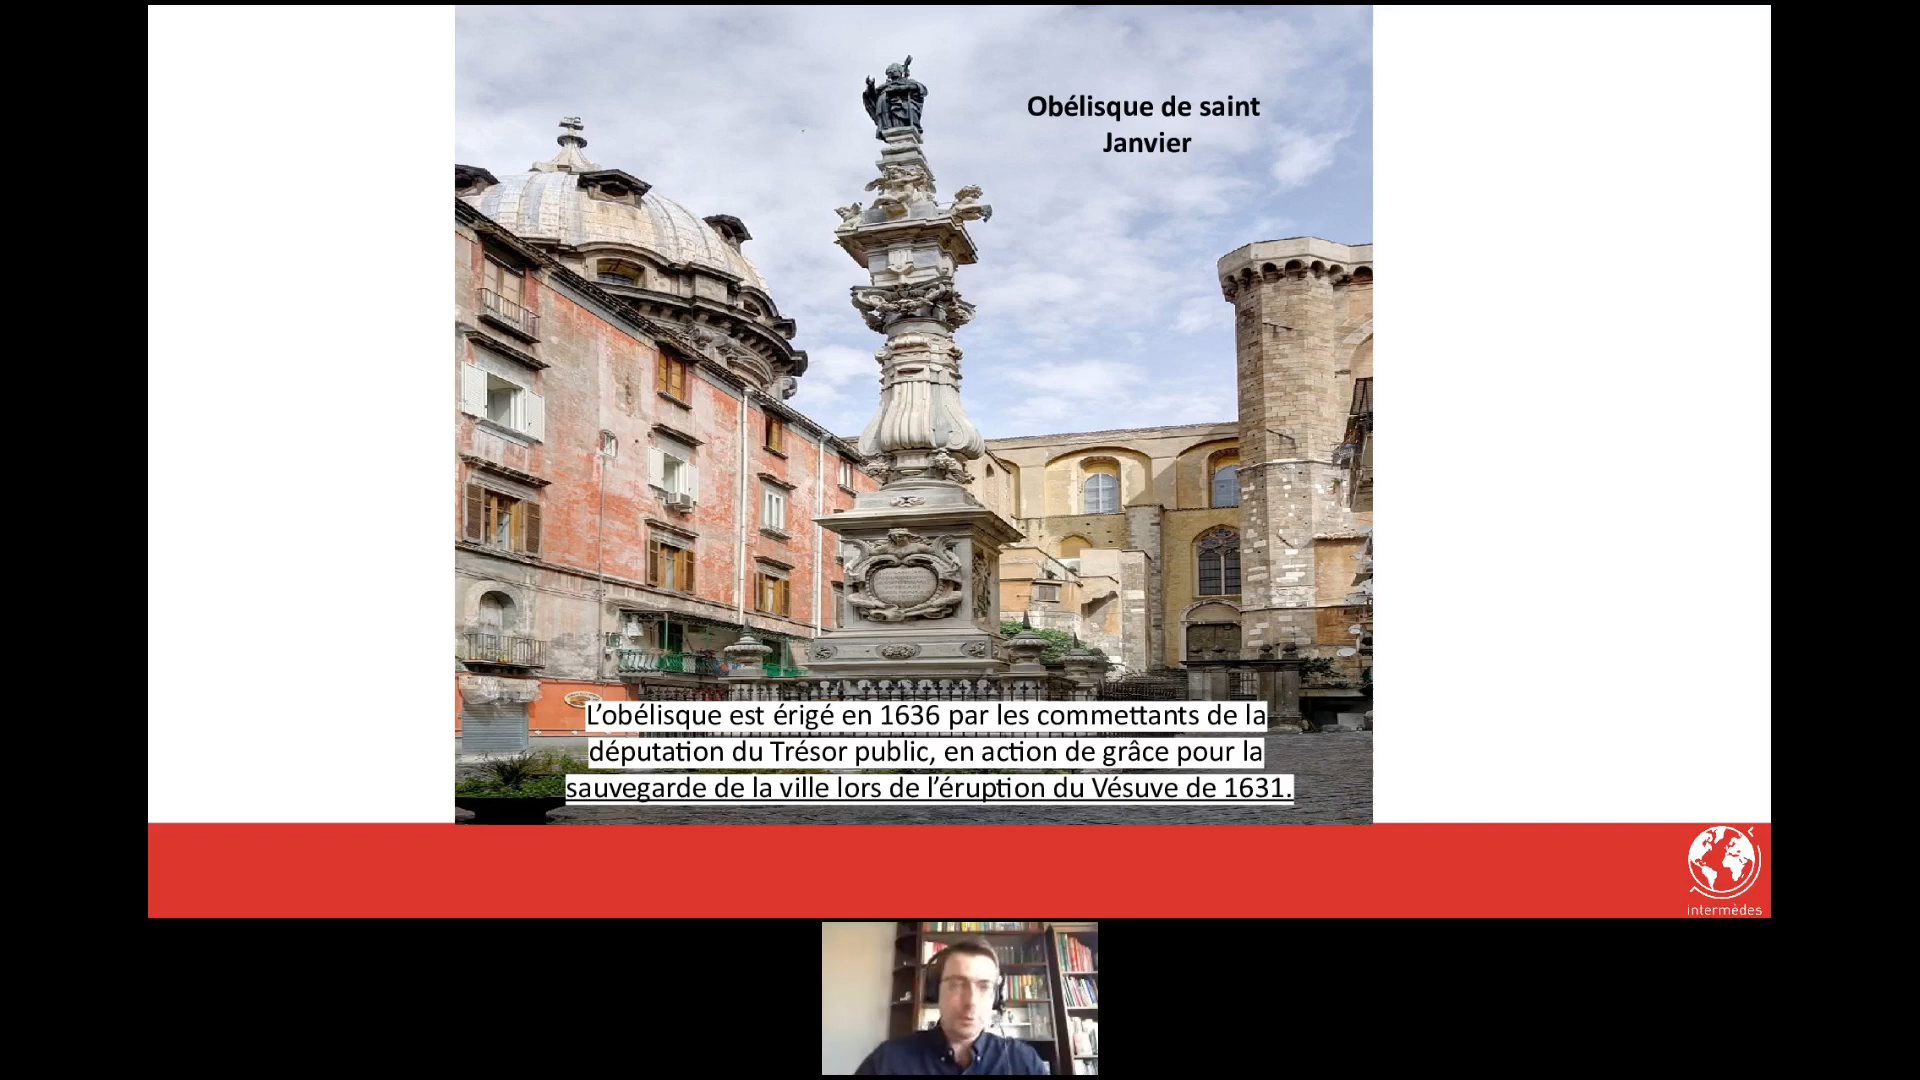 Obélisque de saint
Janvier
L’obélisque est érigé en 1636 par les commettants de la
députation du Trésor public, en action de grâce pour la
sauvegarde de la ville lors de l’éruption du Vésuve de 1631.
intermèdes